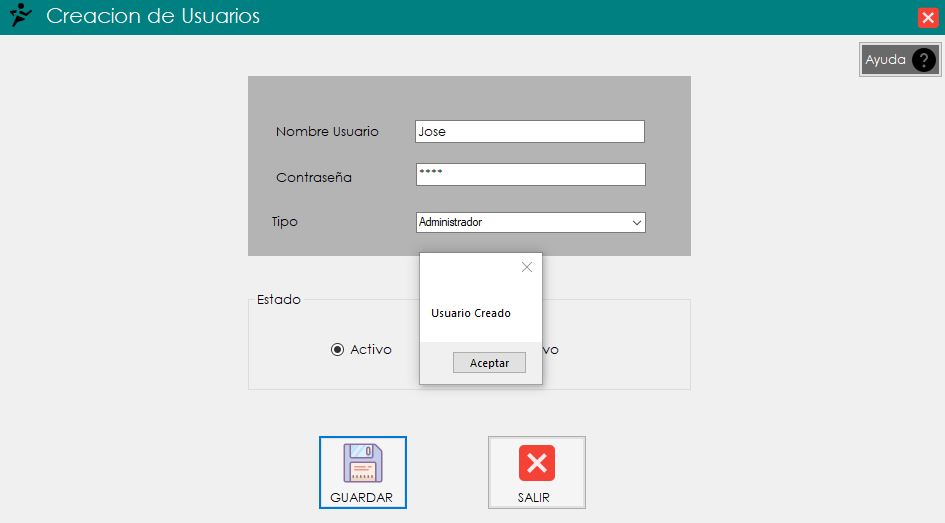 Creacion de Usuarios
Ayuda ?
Nombre Usuario Jose
Contraseña ****
Tipo Administrador
Usuario Creado
Aceptar
Estado
Activo vo
GUARDAR SALIR